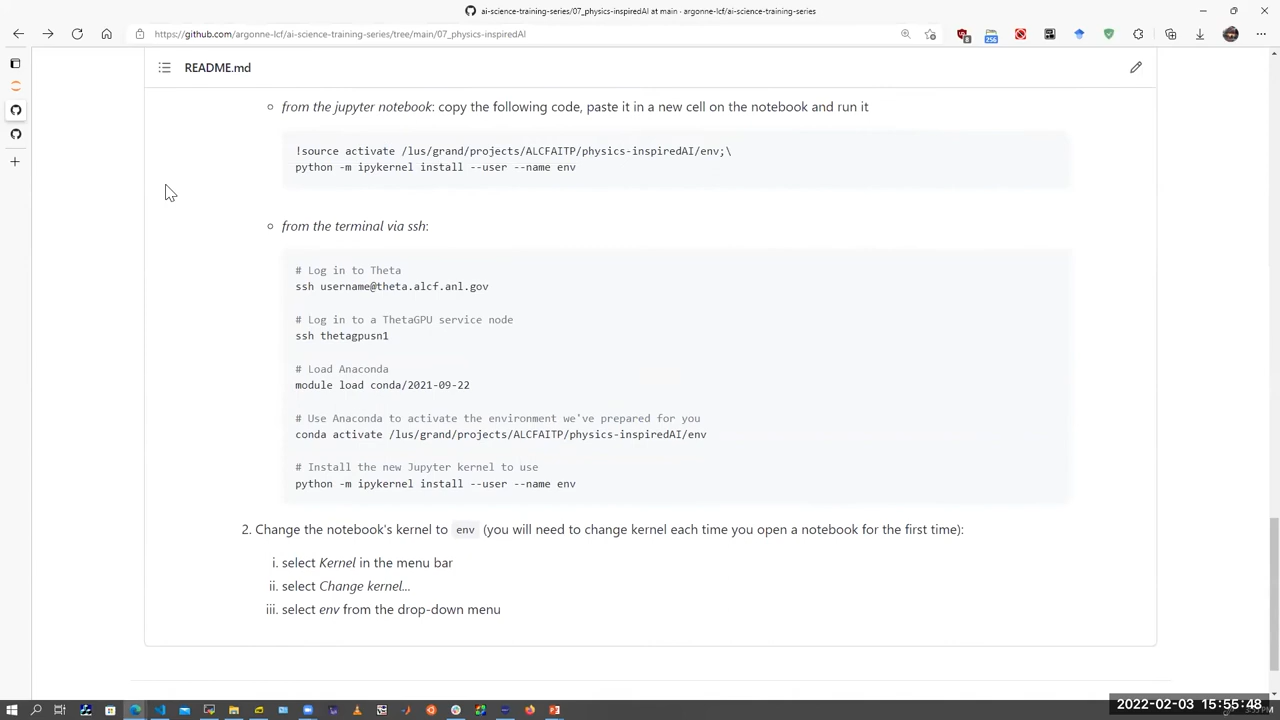 ai-science-training-series/07_physics-inspiredAI at main · argonne-lcf/ai-science-training-series
https://github.com/argonne-lcf/ai-science-training-series/tree/main/07_physics-inspiredAI
README.md
from the jupyter notebook: copy the following code, paste it in a new cell on the notebook and run it
!source activate /lus/grand/projects/ALCFAITP/physics-inspiredAI/env;\
python -m ipykernel install --user --name env
from the terminal via ssh:
# Log in to Theta
ssh username@theta.alcf.anl.gov
# Log in to a ThetaGPU service node
ssh thetagpusn1
# Load Anaconda
module load conda/2021-09-22
# Use Anaconda to activate the environment we've prepared for you
conda activate /lus/grand/projects/ALCFAITP/physics-inspiredAI/env
# Install the new Jupyter kernel to use
python -m ipykernel install --user --name env
2. Change the notebook's kernel to env (you will need to change kernel each time you open a notebook for the first time):
i. select Kernel in the menu bar
ii. select Change kernel...
iii. select env from the drop-down menu
2022-02-03 15:55:48